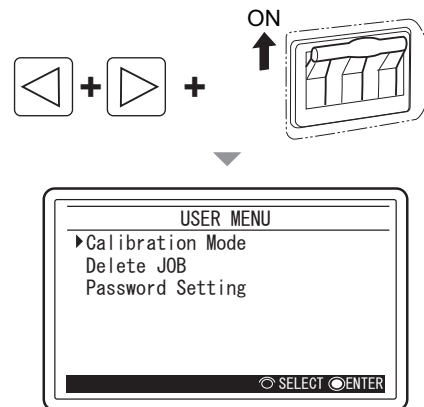 ON
+ +
USER MENU
Calibration Mode
Delete JOB
Password Setting
SELECT ENTER